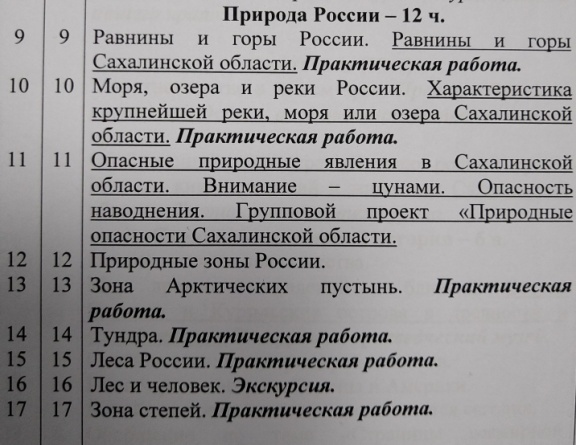 Природа России – 12 ч.
9 9 Равнины и горы России. Равнины и горы
Сахалинской области. Практическая работа.
10 10 Моря, озера и реки России. Характеристика
крупнейшей реки, моря или озера Сахалинской
области. Практическая работа.
11 11 Опасные природные явления в Сахалинской
области. Внимание – цунами. Опасность
наводнения. Групповой проект «Природные
опасности Сахалинской области.
12 12 Природные зоны России.
13 13 Зона Арктических пустынь. Практическая
работа.
14 14 Тундра. Практическая работа.
15 15 Леса России. Практическая работа.
16 16 Лес и человек. Экскурсия.
17 17 Зона степей. Практическая работа.